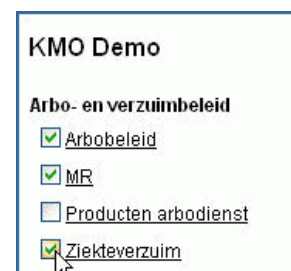 KMO Demo
Arbo- en verzuimbeleid
Arbobeleid
MR
Producten arbodienst
Ziekteverzuim